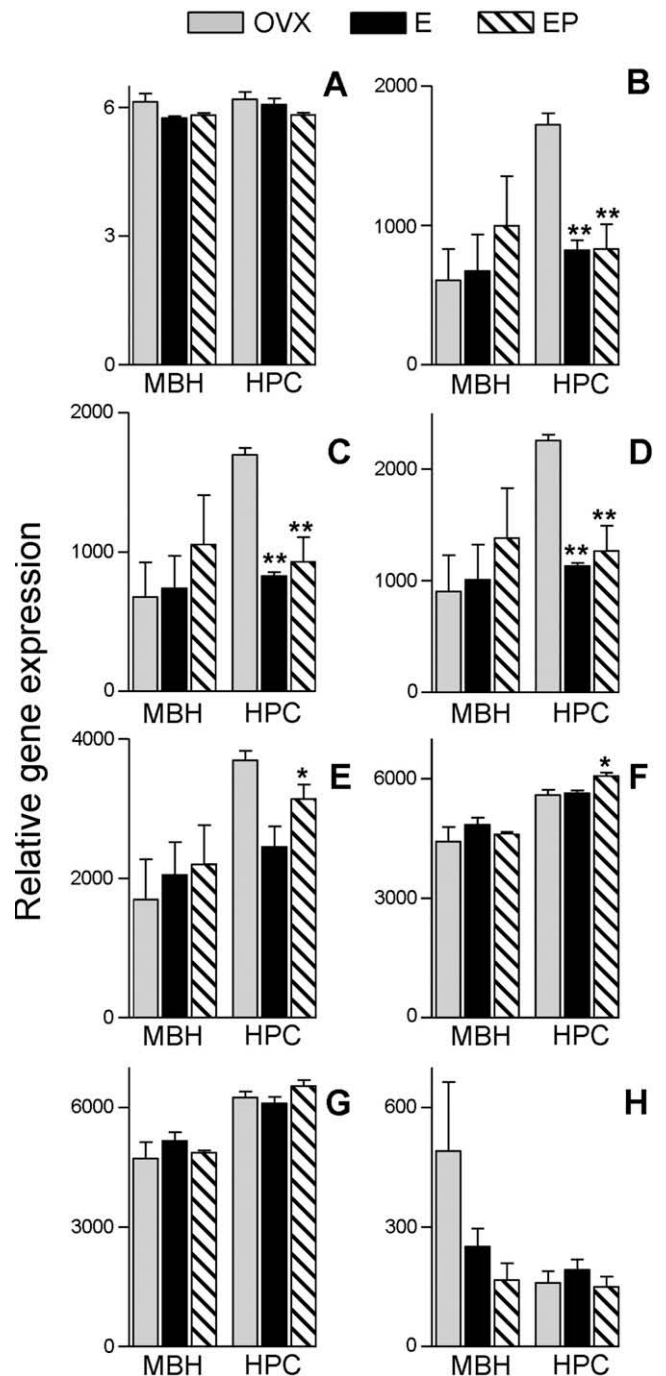 OVX E EP
Relative gene expression
A
6
3
0
MBH HPC
B
2000
1000
0
** **
MBH HPC
C
2000
1000
0
** **
MBH HPC
D
2000
1000
0
** **
MBH HPC
E
4000
2000
0
*
MBH HPC
F
6000
3000
0
*
MBH HPC
G
6000
3000
0
MBH HPC
H
600
300
0
MBH HPC